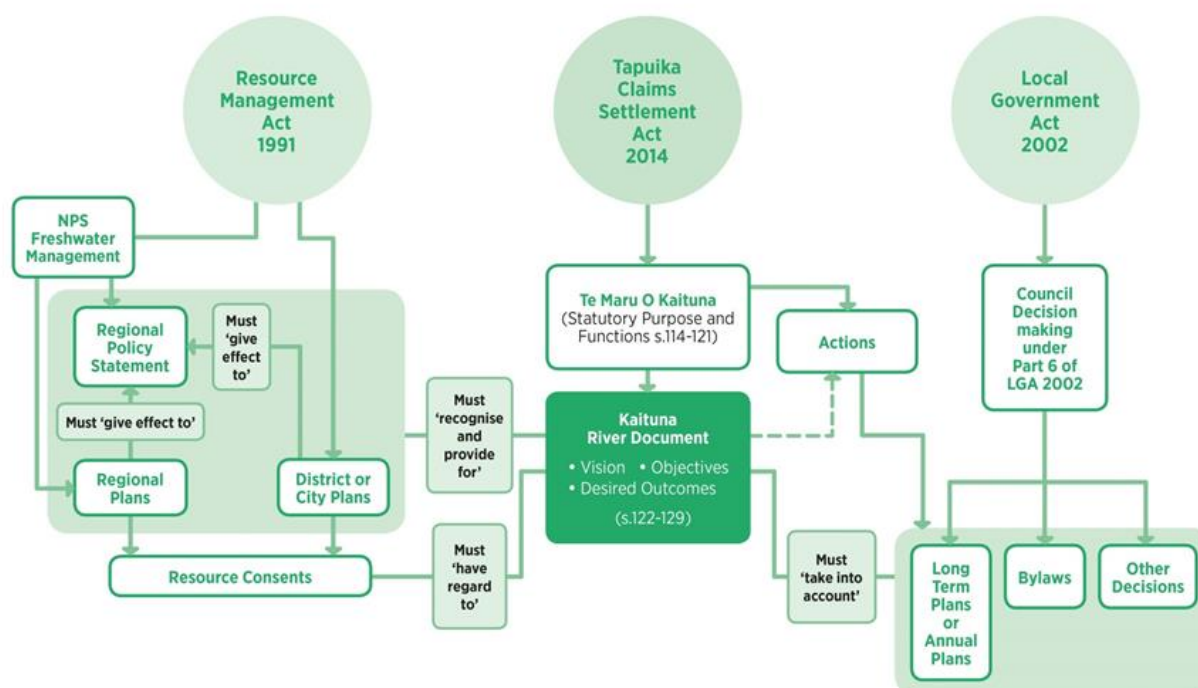 Resource
Management
Act
1991
Tapuika
Claims
Settlement
Act
2014
Local
Government
Act
2002
NPS
Freshwater
Management
Regional
Policy
Statement
Must
‘give
effect
to’
Must ‘give effect to’
Regional
Plans
District or
City Plans
Resource Consents
Must
‘recognise
and
provide
for’
Must
‘have
regard
to’
Te Maru O Kaituna
(Statutory Purpose and
Functions s.114-121)
Actions
Kaituna
River Document
• Vision • Objectives
• Desired Outcomes
(s.122-129)
Must
‘take into
account’
Council
Decision
making
under
Part 6 of
LGA 2002
Long
Term
Plans
or
Annual
Plans
Bylaws
Other
Decisions